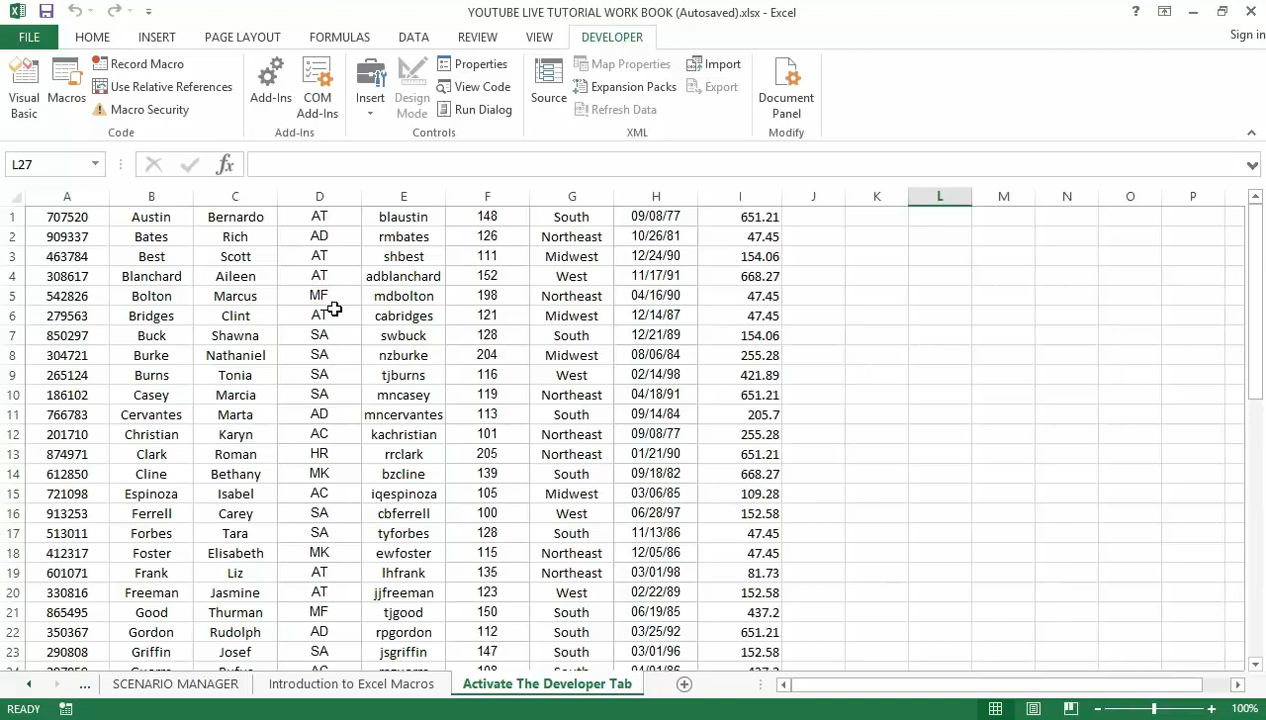 YOUTUBE LIVE TUTORIAL WORK BOOK (Autosaved).xlsx - Excel
FILE HOME INSERT PAGE LAYOUT FORMULAS DATA REVIEW VIEW DEVELOPER Sign in
Visual Basic
Macros
Record Macro
Use Relative References
Macro Security
Code
Add-Ins
COM Add-Ins
Add-Ins
Insert
Design Mode
Properties
View Code
Run Dialog
Controls
Source
Map Properties
Expansion Packs
Refresh Data
Import
Export
XML
Document Panel
Modify
L27 fx
A B C D E F G H I J K L M N O P
1 707520 Austin Bernardo AT blaustin 148 South 09/08/77 651.21
2 909337 Bates Rich AD rmbates 126 Northeast 10/26/81 47.45
3 463784 Best Scott AT shbest 111 Midwest 12/24/90 154.06
4 308617 Blanchard Aileen AT adblanchard 152 West 11/17/91 668.27
5 542826 Bolton Marcus MF mdbolton 198 Northeast 04/16/90 47.45
6 279563 Bridges Clint AT cabridges 121 Midwest 12/14/87 47.45
7 850297 Buck Shawna SA swbuck 128 South 12/21/89 154.06
8 304721 Burke Nathaniel SA nzburke 204 Midwest 08/06/84 255.28
9 265124 Burns Tonia SA tjburns 116 West 02/14/98 421.89
10 186102 Casey Marcia SA mncasey 119 Northeast 04/18/91 651.21
11 766783 Cervantes Marta AD mncervantes 113 South 09/14/84 205.7
12 201710 Christian Karyn AC kachristian 101 Northeast 09/08/77 255.28
13 874971 Clark Roman HR rrclark 205 Northeast 01/21/90 651.21
14 612850 Cline Bethany MK bzcline 139 South 09/18/82 668.27
15 721098 Espinoza Isabel AC iqespinoza 105 Midwest 03/06/85 109.28
16 913253 Ferrell Carey SA cbferrell 100 West 06/28/97 152.58
17 513011 Forbes Tara SA tyforbes 128 South 11/13/86 47.45
18 412317 Foster Elisabeth MK ewfoster 115 Northeast 12/05/86 47.45
19 601071 Frank Liz AT lhfrank 135 Northeast 03/01/98 81.73
20 330816 Freeman Jasmine AT jjfreeman 123 West 02/22/89 152.58
21 865495 Good Thurman MF tjgood 150 South 06/19/85 437.2
22 350367 Gordon Rudolph AD rpgordon 112 South 03/25/92 651.21
23 290808 Griffin Josef SA jsgriffin 147 South 03/01/96 152.58
... SCENARIO MANAGER Introduction to Excel Macros Activate The Developer Tab
READY 100%